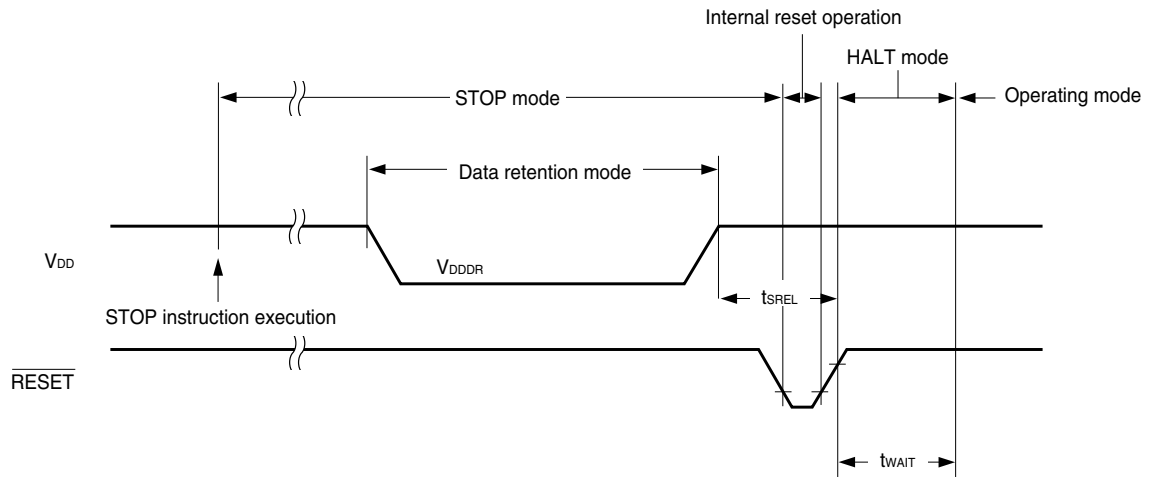 Internal reset operation
HALT mode
STOP mode
Operating mode
Data retention mode
VDD
VDDDR
tSREL
STOP instruction execution
RESET
tWAIT